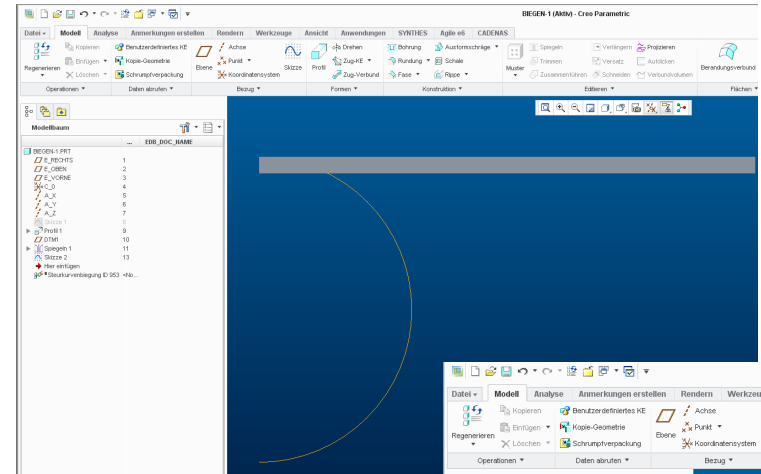 BIEGEN-1 (Aktiv) - Creo Parametric
Datei Modell Analyse Anmerkungen erstellen Rendern Werkzeuge Ansicht Anwendungen SYNTHES Agile e6 CADENAS
Regenerieren Kopieren Einfügen Löschen
Benutzerdefiniertes KE Kopie-Geometrie Schrumpfverpackung
Ebene Achse Punkt Koordinatensystem Skizze
Profil Drehen Zug-KE Zug-Verbund
Bohrung Rundung Fase Ausformschräge Schale Rippe
Muster Spiegeln Trimmen Zusammenführen Verlängern Versatz Schneiden Projizieren Aufdicken Verbundvolumen
Berandungsverbund
Operationen Daten abrufen Bezug Formen Konstruktion Editieren Flächen
Modellbaum
... EDB_DOC_NAME
BIEGEN-1.PRT
E_RECHTS 1
E_OBEN 2
E_VORNE 3
C_0 4
A_X 5
A_Y 6
A_Z 7
Skizze 1 8
Profil 1 9
DTM1 10
Spiegeln 1 11
Skizze 2 13
Hier einfügen
Steuerkurvenbiegung ID 953 <No...
Datei Modell Analyse Anmerkungen erstellen Rendern Werkzeu
Regenerieren Kopieren Einfügen Löschen
Benutzerdefiniertes KE Kopie-Geometrie Schrumpfverpackung
Ebene Achse Punkt Koordinatensystem
Operationen Daten abrufen Bezug